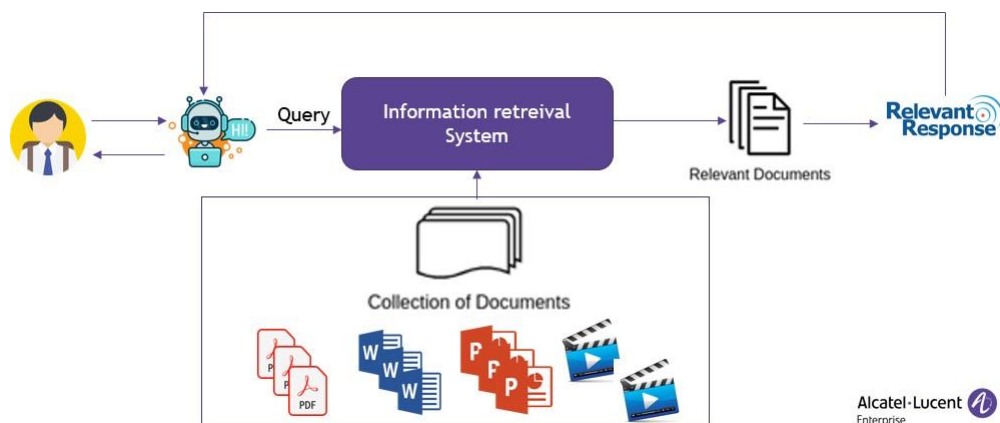 HI!
Query
Information retreival
System
Relevant Documents
Relevant
Response
Collection of Documents
P
P
PDF
W
W
W
P
P
P
Alcatel·Lucent
Enterprise